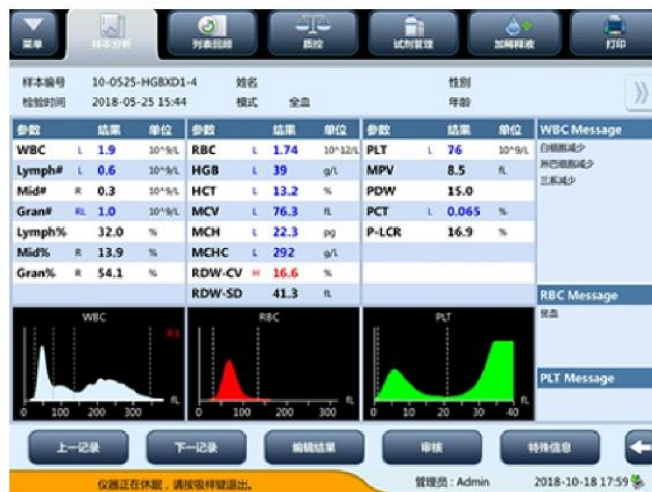 菜单 样本分析 列表回顾 质控 试剂管理 加稀释液 打印
样本编号 10-0525-HGBXD1-4 姓名 性别
检验时间 2018-05-25 15:44 模式 全血 年龄
参数 结果 单位 参数 结果 单位 参数 结果 单位 WBC Message
WBC L 1.9 10^9/L RBC L 1.74 10^12/L PLT L 76 10^9/L 白细胞减少
Lymph# L 0.6 10^9/L HGB L 39 g/L MPV 8.5 fL 淋巴细胞减少
Mid# R 0.3 10^9/L HCT L 13.2 % PDW 15.0 三系减少
Gran# RL 1.0 10^9/L MCV L 76.3 fL PCT L 0.065 %
Lymph% 32.0 % MCH L 22.3 pg P-LCR 16.9 %
Mid% R 13.9 % MCHC L 292 g/L
Gran% R 54.1 % RDW-CV H 16.6 %
RDW-SD 41.3 fL RBC Message
WBC RBC PLT 贫血
R3
PLT Message
0 100 200 300 fL 0 100 200 300 fL 0 10 20 30 40 fL
上一记录 下一记录 编辑结果 审核 特殊信息
仪器正在休眠，请按吸样键退出。 管理员：Admin 2018-10-18 17:59